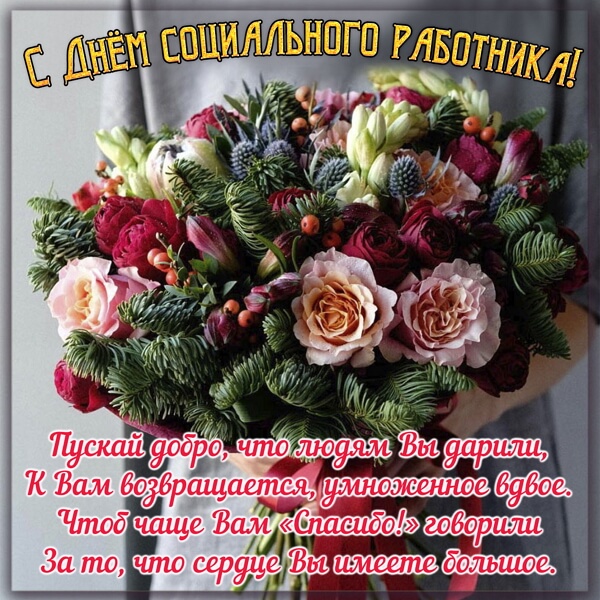 С Днём социального работника!
Пускай добро, что людям Вы дарили,
К Вам возвращается, умноженное вдвое.
Чтоб чаще Вам «Спасибо!» говорили
За то, что сердце Вы имеете большое.